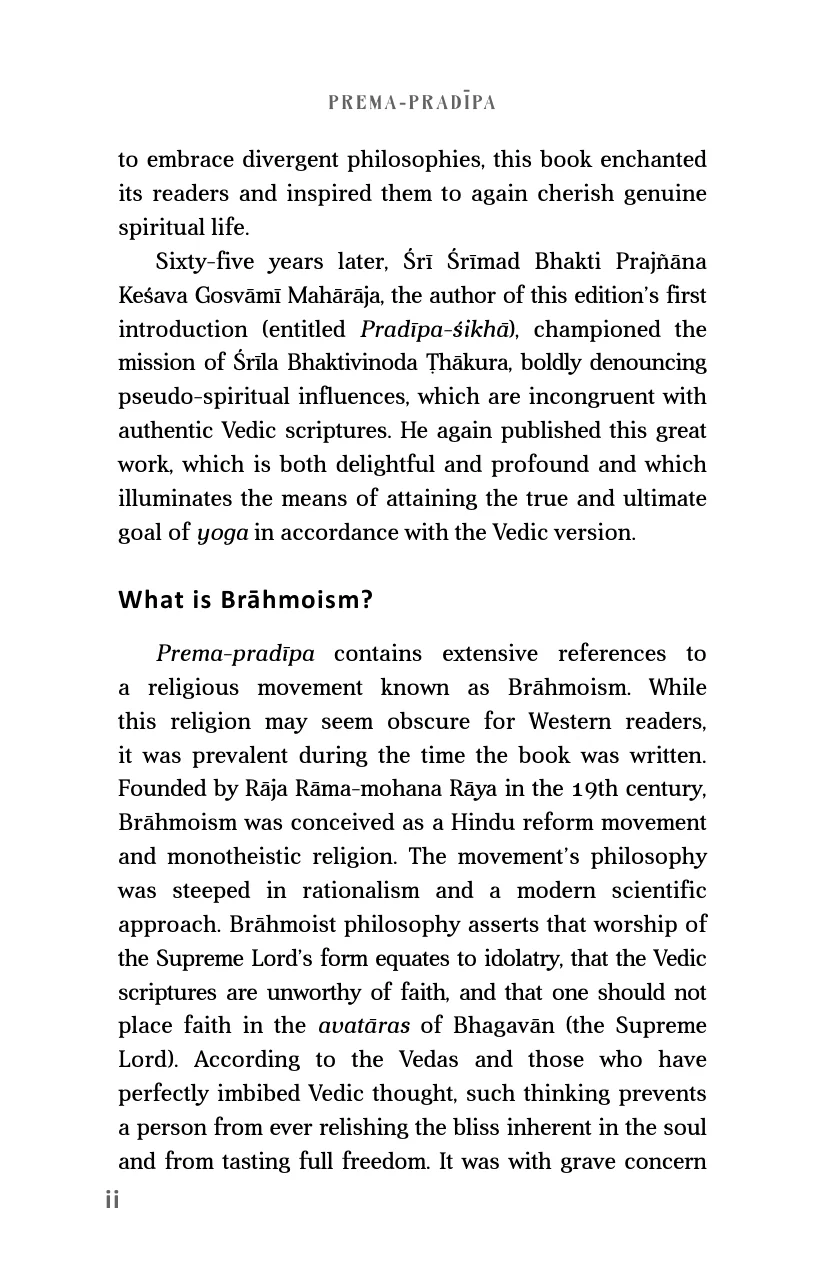 PREMA-PRADĪPA
to embrace divergent philosophies, this book enchanted
its readers and inspired them to again cherish genuine
spiritual life.
Sixty-five years later, Śrī Śrīmad Bhakti Prajñāna
Keśava Gosvāmī Mahārāja, the author of this edition’s first
introduction (entitled Pradīpa-śikhā), championed the
mission of Śrīla Bhaktivinoda Ṭhākura, boldly denouncing
pseudo-spiritual influences, which are incongruent with
authentic Vedic scriptures. He again published this great
work, which is both delightful and profound and which
illuminates the means of attaining the true and ultimate
goal of yoga in accordance with the Vedic version.
What is Brāhmoism?
Prema-pradīpa contains extensive references to
a religious movement known as Brāhmoism. While
this religion may seem obscure for Western readers,
it was prevalent during the time the book was written.
Founded by Rāja Rāma-mohana Rāya in the 19th century,
Brāhmoism was conceived as a Hindu reform movement
and monotheistic religion. The movement’s philosophy
was steeped in rationalism and a modern scientific
approach. Brāhmoist philosophy asserts that worship of
the Supreme Lord’s form equates to idolatry, that the Vedic
scriptures are unworthy of faith, and that one should not
place faith in the avatāras of Bhagavān (the Supreme
Lord). According to the Vedas and those who have
perfectly imbibed Vedic thought, such thinking prevents
a person from ever relishing the bliss inherent in the soul
and from tasting full freedom. It was with grave concern
ii